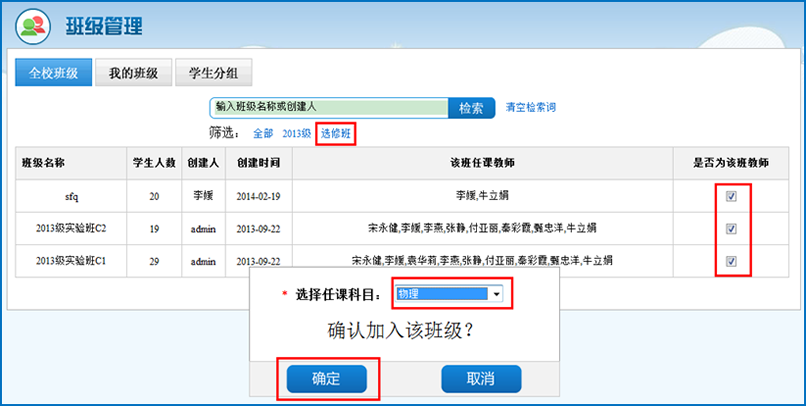 班级管理
全校班级 我的班级 学生分组
输入班级名称或创建人 检索 清空检索词
筛选: 全部 2013级 选修班
班级名称 学生人数 创建人 创建时间 该班任课教师 是否为该班教师
sfq 20 李媛 2014-02-19 李媛,牛立娟
2013级实验班C2 19 admin 2013-09-22 宋永健,李媛,李燕,张静,付亚丽,秦彩霞,甄忠洋,牛立娟
2013级实验班C1 29 admin 2013-09-22 宋永健,李媛,袁华莉,李燕,张静,付亚丽,秦彩霞,甄忠洋,牛立娟
* 选择任课科目: 物理
确认加入该班级?
确定 取消